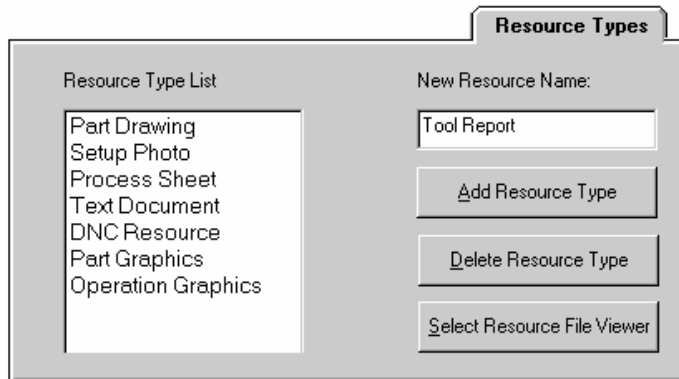 Resource Types
Resource Type List
Part Drawing
Setup Photo
Process Sheet
Text Document
DNC Resource
Part Graphics
Operation Graphics
New Resource Name:
Tool Report
Add Resource Type
Delete Resource Type
Select Resource File Viewer